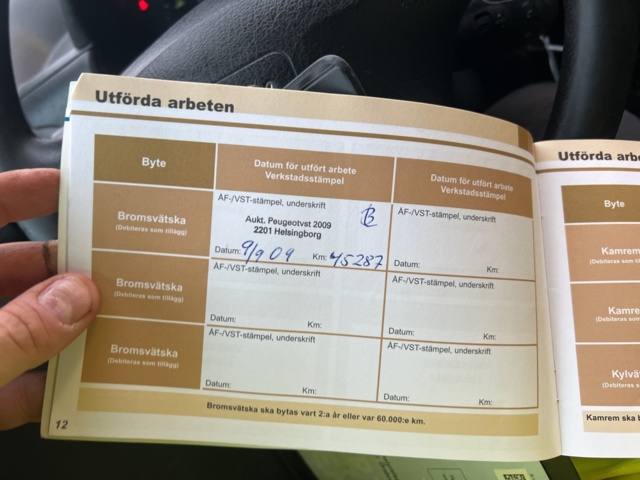 Utförda arbeten
Byte
Datum för utfört arbete
Verkstadsstämpel
Datum för utfört arbete
Verkstadsstämpel
Bromsvätska
(Debiteras som tillägg)
ÅF-/VST-stämpel, underskrift
Aukt. Peugeotvst 2009
2201 Helsingborg
Datum: 9/9 09 Km: 45287
ÅF-/VST-stämpel, underskrift
Datum: Km:
Bromsvätska
(Debiteras som tillägg)
ÅF-/VST-stämpel, underskrift
Datum: Km:
ÅF-/VST-stämpel, underskrift
Datum: Km:
Bromsvätska
(Debiteras som tillägg)
ÅF-/VST-stämpel, underskrift
Datum: Km:
ÅF-/VST-stämpel, underskrift
Datum: Km:
Bromsvätska ska bytas vart 2:a år eller var 60.000:e km.
12
Utförda arbe
Byte
Kamrem
(Debiteras som
Kamre
(Debiteras som
Kylvä
(Debiteras som
Kamrem ska b